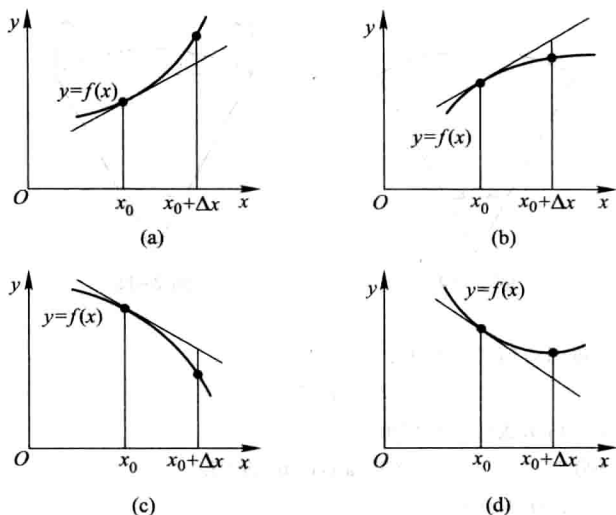 y
y=f(x)
O
x₀
x₀+Δx
x
(a)
y
y=f(x)
O
x₀
x₀+Δx
x
(b)
y
y=f(x)
O
x₀
x₀+Δx
x
(c)
y
y=f(x)
O
x₀
x₀+Δx
x
(d)